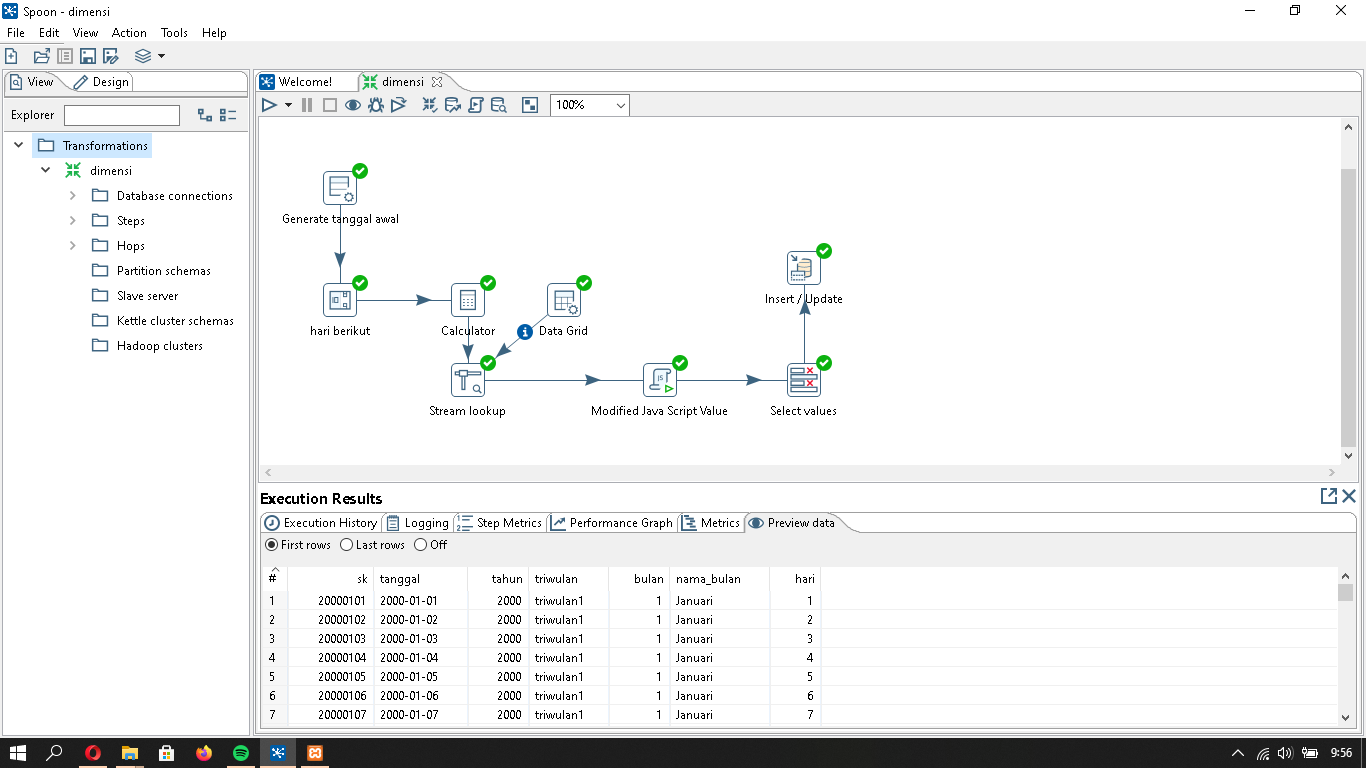 Spoon - dimensi
File Edit View Action Tools Help
View Design
Explorer
Transformations
dimensi
Database connections
Steps
Hops
Partition schemas
Slave server
Kettle cluster schemas
Hadoop clusters
Welcome! dimensi
100%
Generate tanggal awal
Insert / Update
hari berikut
Calculator
Data Grid
Stream lookup
Modified Java Script Value
Select values
Execution Results
Execution History Logging Step Metrics Performance Graph Metrics Preview data
First rows Last rows Off
# sk tanggal tahun triwulan bulan nama_bulan hari
1 20000101 2000-01-01 2000 triwulan1 1 Januari 1
2 20000102 2000-01-02 2000 triwulan1 1 Januari 2
3 20000103 2000-01-03 2000 triwulan1 1 Januari 3
4 20000104 2000-01-04 2000 triwulan1 1 Januari 4
5 20000105 2000-01-05 2000 triwulan1 1 Januari 5
6 20000106 2000-01-06 2000 triwulan1 1 Januari 6
7 20000107 2000-01-07 2000 triwulan1 1 Januari 7
9:56